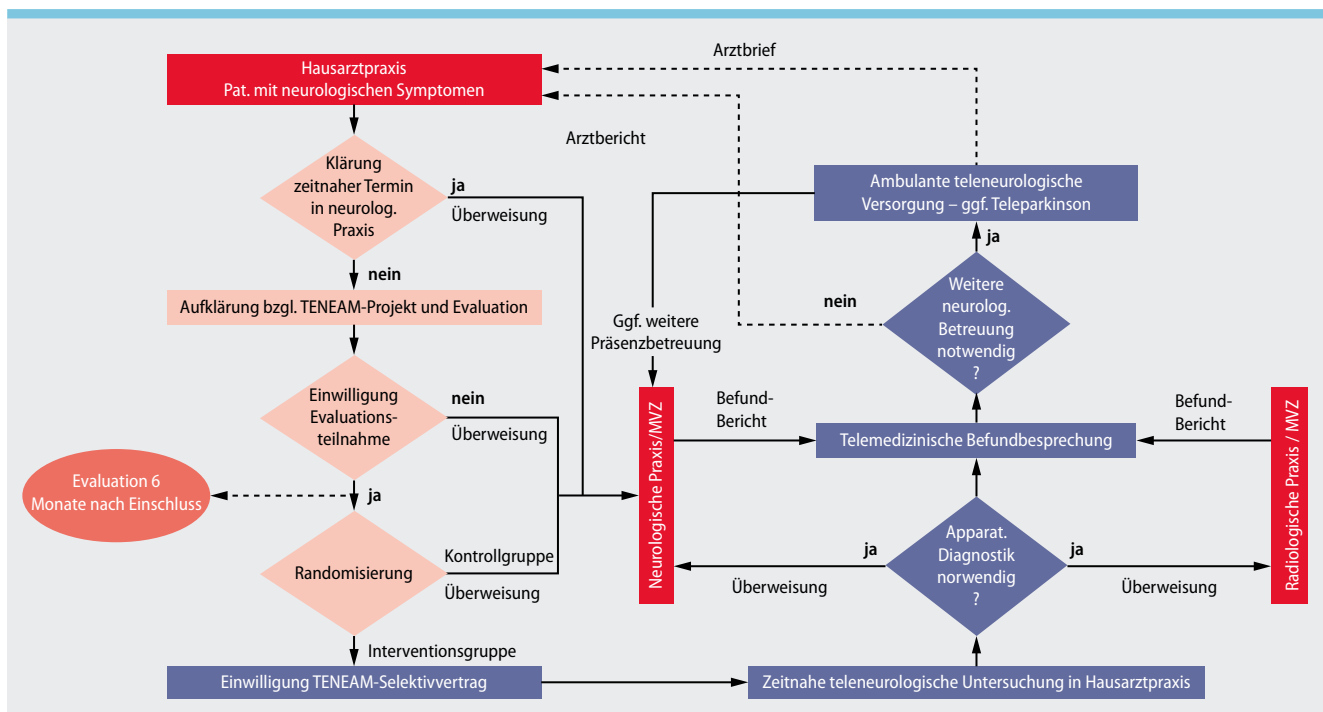 Hausarztpraxis
Pat. mit neurologischen Symptomen
Arztbrief
Arztbericht
Klärung
zeitnaher Termin
in neurolog.
Praxis
ja
Überweisung
nein
Aufklärung bzgl. TENEAM-Projekt und Evaluation
Einwilligung
Evaluations-
teilnahme
nein
Überweisung
Evaluation 6
Monate nach Einschluss
ja
Randomisierung
Kontrollgruppe
Überweisung
Interventionsgruppe
Einwilligung TENEAM-Selektivvertrag
Zeitnahe teleneurologische Untersuchung in Hausarztpraxis
Apparat.
Diagnostik
norwendig
?
ja
Überweisung
ja
Überweisung
Neurologische Praxis/MVZ
Radiologische Praxis / MVZ
Befund-
Bericht
Befund-
Bericht
Telemedizinische Befundbesprechung
Weitere
neurolog.
Betreuung
notwendig
?
nein
ja
Ambulante teleneurologische
Versorgung – ggf. Teleparkinson
Ggf. weitere
Präsenzbetreuung